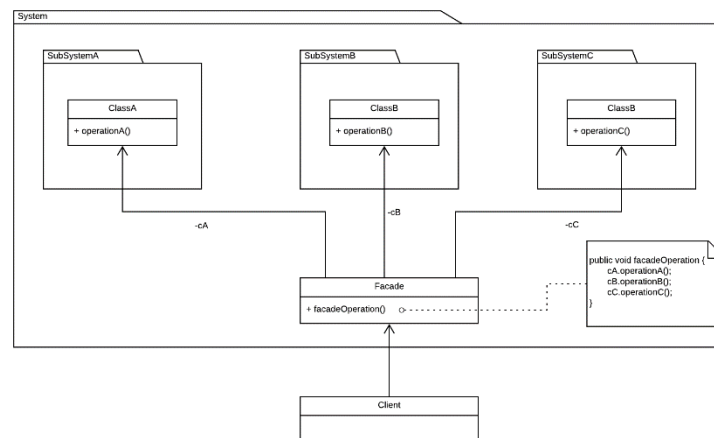 System
SubSystemA
SubSystemB
SubSystemC
ClassA
ClassB
ClassB
+ operationA()
+ operationB()
+ operationC()
-cA
-cB
-cC
public void facadeOperation {
cA.operationA();
cB.operationB();
cC.operationC();
}
Facade
+ facadeOperation()
Client